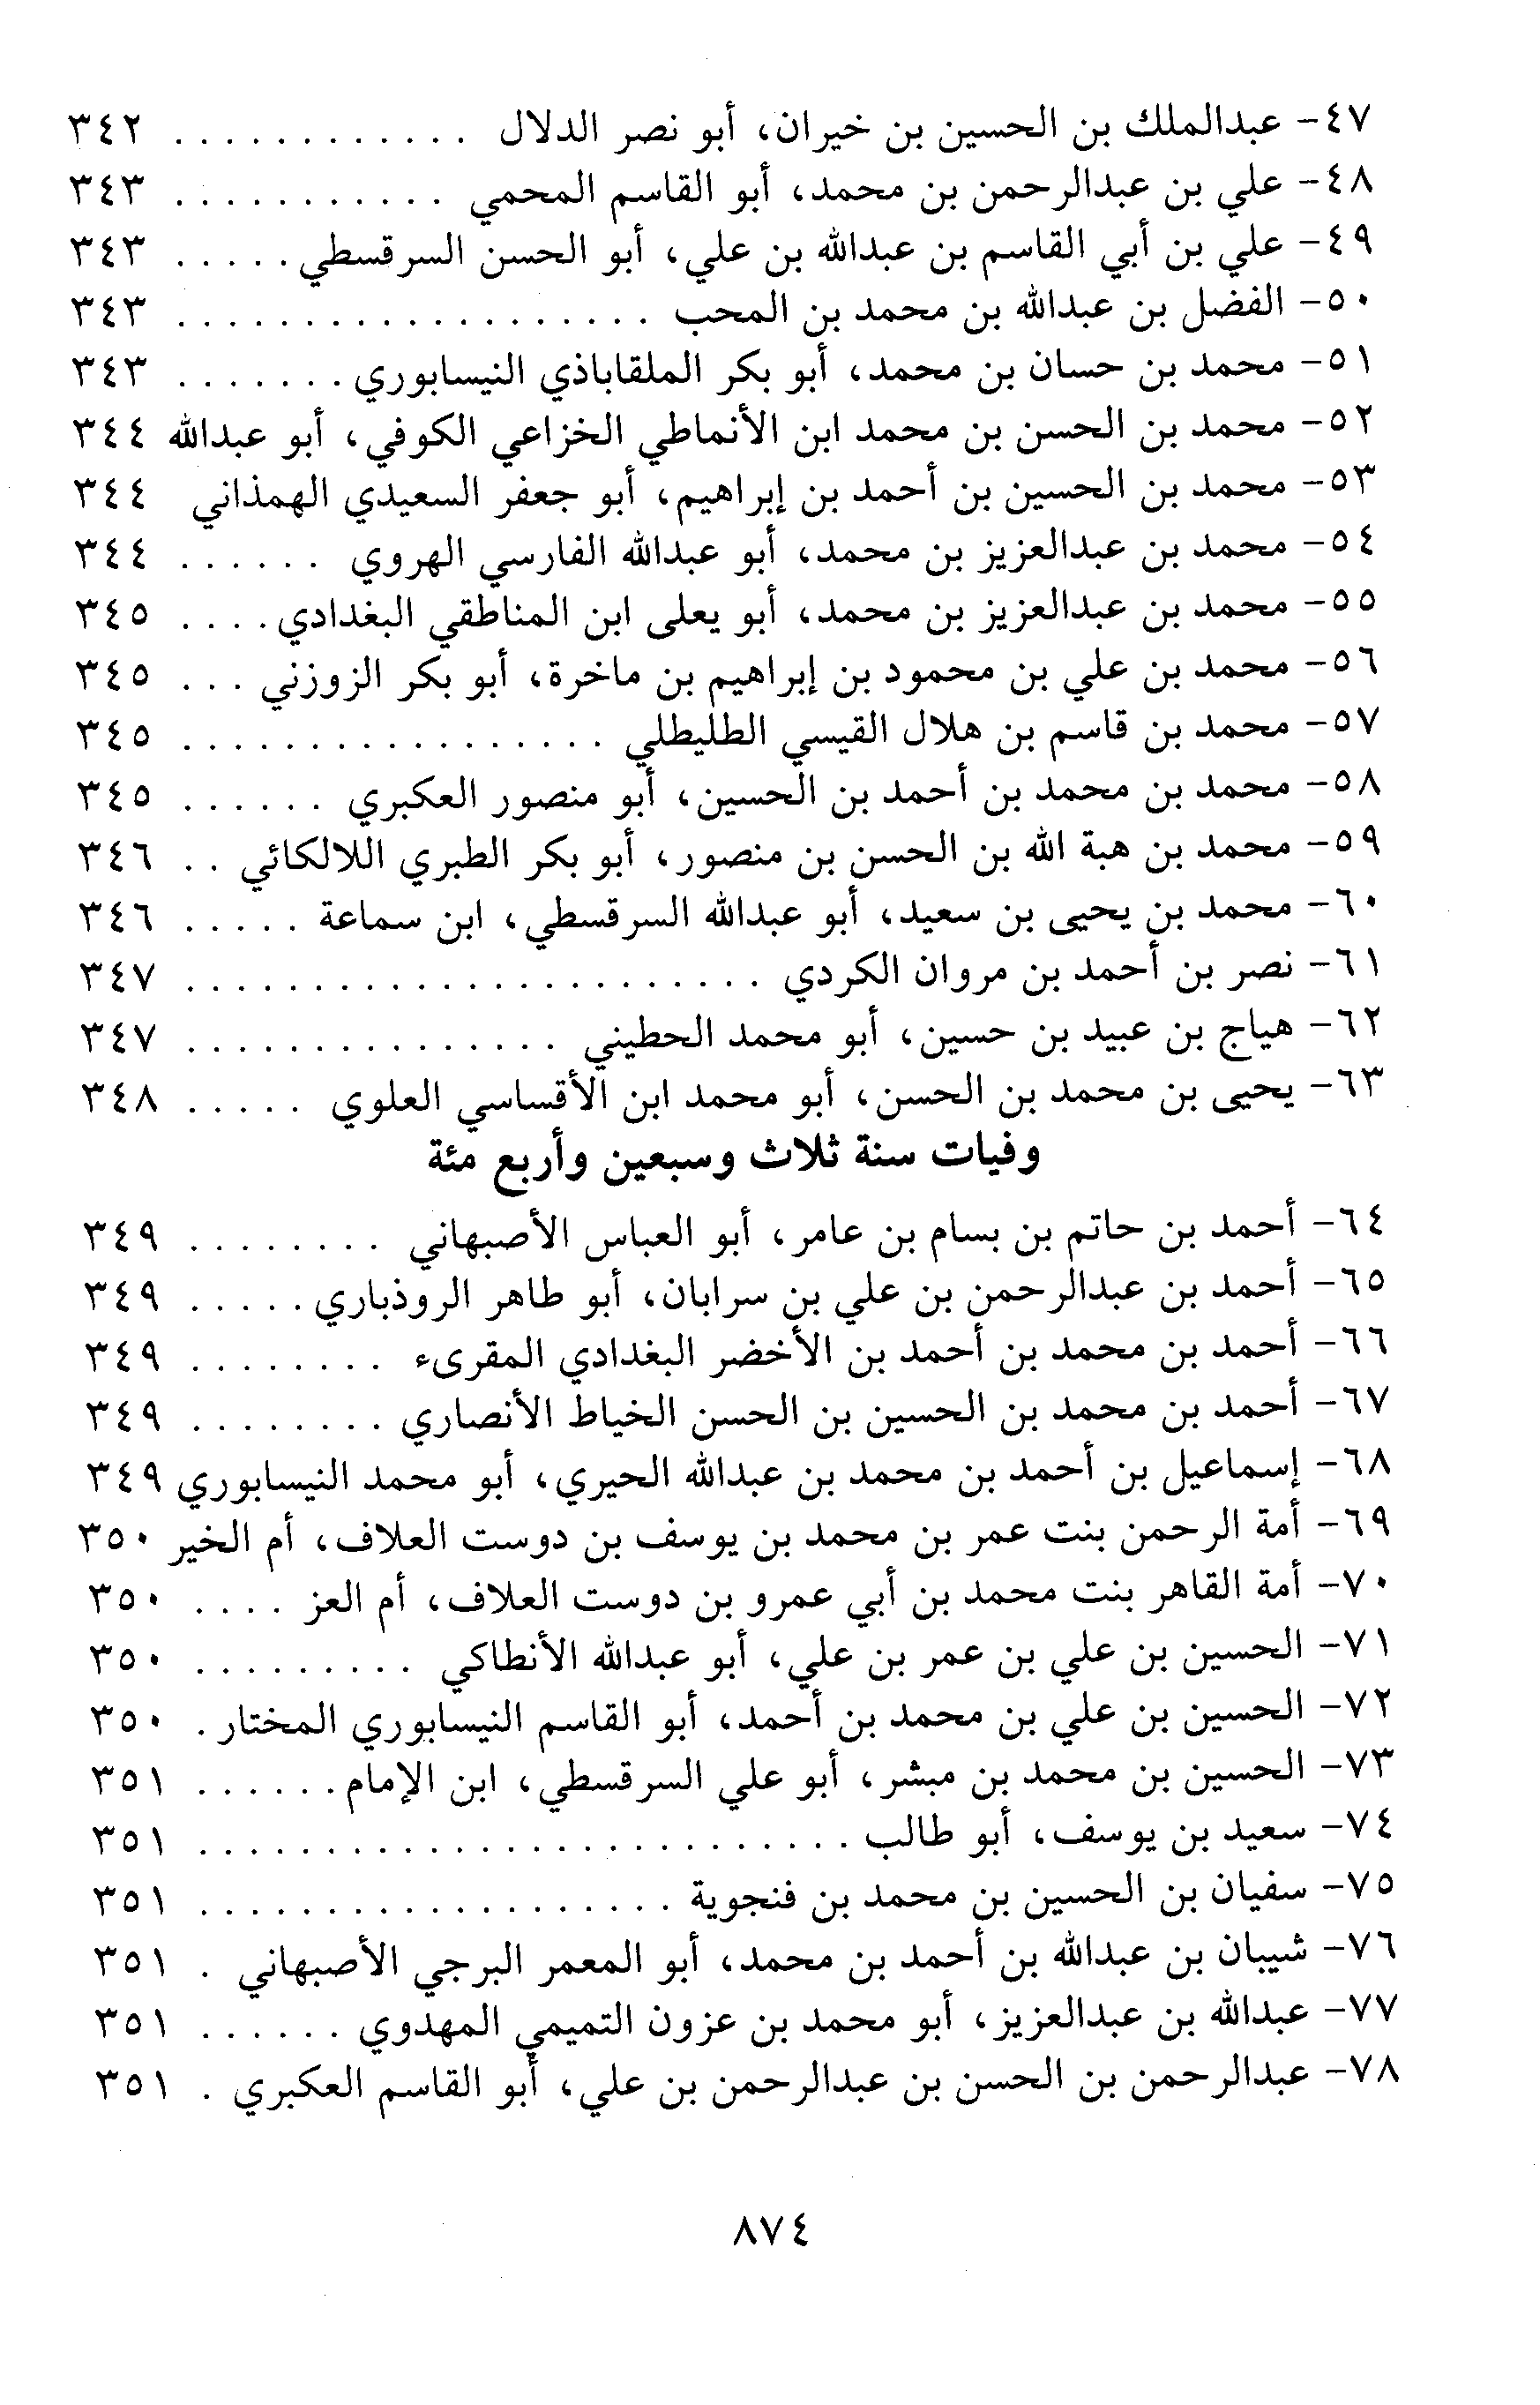 ٤٧- عبدالملك بن الحسين بن خيران، أبو نصر الدلال . . . . . . . . . . . . ٣٤٢
٤٨- علي بن عبدالرحمن بن محمد، أبو القاسم المحمي . . . . . . . . . . . ٣٤٣
٤٩- علي بن أبي القاسم بن عبدالله بن علي، أبو الحسن السرقسطي . . . . . ٣٤٣
٥٠- الفضل بن عبدالله بن محمد بن المحب . . . . . . . . . . . . . . . . . . . ٣٤٣
٥١- محمد بن حسان بن محمد، أبو بكر الملقاباذي النيسابوري . . . . . . . ٣٤٣
٥٢- محمد بن الحسن بن محمد ابن الأنماطي الخزاعي الكوفي، أبو عبدالله ٣٤٤
٥٣- محمد بن الحسين بن أحمد بن إبراهيم، أبو جعفر السعيدي الهمذاني ٣٤٤
٥٤- محمد بن عبدالعزيز بن محمد، أبو عبدالله الفارسي الهروي . . . . . . ٣٤٤
٥٥- محمد بن عبدالعزيز بن محمد، أبو يعلى ابن المناطقي البغدادي . . . . ٣٤٥
٥٦- محمد بن علي بن محمود بن إبراهيم بن ماخرة، أبو بكر الزوزني . . . ٣٤٥
٥٧- محمد بن قاسم بن هلال القيسي الطليطلي . . . . . . . . . . . . . . . . . ٣٤٥
٥٨- محمد بن محمد بن أحمد بن الحسين، أبو منصور العكبري . . . . . . ٣٤٥
٥٩- محمد بن هبة الله بن الحسن بن منصور، أبو بكر الطبري اللالكائي . . ٣٤٦
٦٠- محمد بن يحيى بن سعيد، أبو عبدالله السرقسطي، ابن سماعة . . . . . ٣٤٦
٦١- نصر بن أحمد بن مروان الكردي . . . . . . . . . . . . . . . . . . . . . . . ٣٤٧
٦٢- هياج بن عبيد بن حسين، أبو محمد الحطيني . . . . . . . . . . . . . . . ٣٤٧
٦٣- يحيى بن محمد بن الحسن، أبو محمد ابن الأقساسي العلوي . . . . . ٣٤٨
وفيات سنة ثلاث وسبعين وأربع مئة
٦٤- أحمد بن حاتم بن بسام بن عامر، أبو العباس الأصبهاني . . . . . . . . ٣٤٩
٦٥- أحمد بن عبدالرحمن بن علي بن سرابان، أبو طاهر الروذباري . . . . . ٣٤٩
٦٦- أحمد بن محمد بن أحمد بن الأخضر البغدادي المقرىء . . . . . . . . ٣٤٩
٦٧- أحمد بن محمد بن الحسين بن الحسن الخياط الأنصاري . . . . . . . . ٣٤٩
٦٨- إسماعيل بن أحمد بن محمد بن عبدالله الحيري، أبو محمد النيسابوري ٣٤٩
٦٩- أمة الرحمن بنت عمر بن محمد بن يوسف بن دوست العلاف، أم الخير ٣٥٠
٧٠- أمة القاهر بنت محمد بن أبي عمرو بن دوست العلاف، أم العز . . . . ٣٥٠
٧١- الحسين بن علي بن عمر بن علي، أبو عبدالله الأنطاكي . . . . . . . . . ٣٥٠
٧٢- الحسين بن علي بن محمد بن أحمد، أبو القاسم النيسابوري المختار . ٣٥٠
٧٣- الحسين بن محمد بن مبشر، أبو علي السرقسطي، ابن الإمام . . . . . . ٣٥١
٧٤- سعيد بن يوسف، أبو طالب . . . . . . . . . . . . . . . . . . . . . . . . . . ٣٥١
٧٥- سفيان بن الحسين بن محمد بن فنجوية . . . . . . . . . . . . . . . . . . . ٣٥١
٧٦- شيبان بن عبدالله بن أحمد بن محمد، أبو المعمر البرجي الأصبهاني . ٣٥١
٧٧- عبدالله بن عبدالعزيز، أبو محمد بن عزون التميمي المهدوي . . . . . . ٣٥١
٧٨- عبدالرحمن بن الحسن بن عبدالرحمن بن علي، أبو القاسم العكبري . ٣٥١
٨٧٤